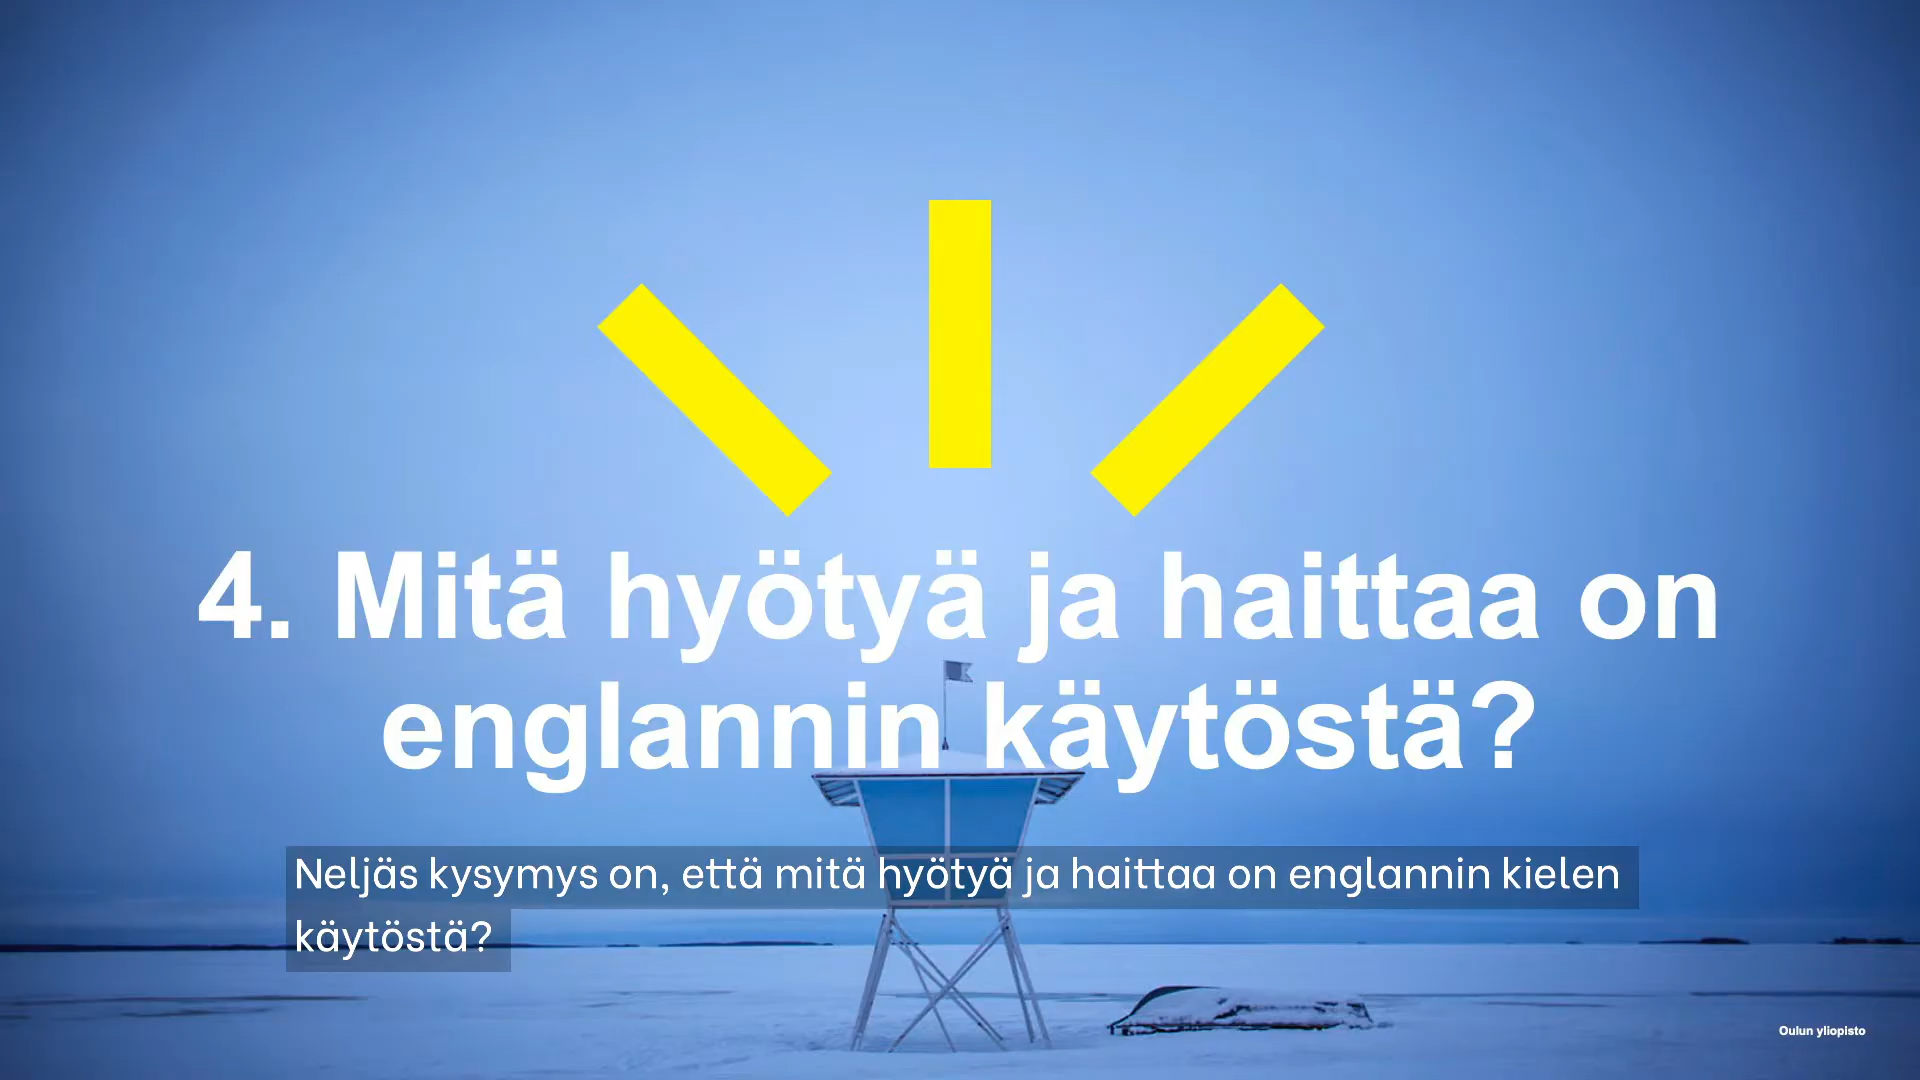 4. Mitä hyötyä ja haittaa on
englannin käytöstä?
Neljäs kysymys on, että mitä hyötyä ja haittaa on englannin kielen
käytöstä?
Oulun yliopisto